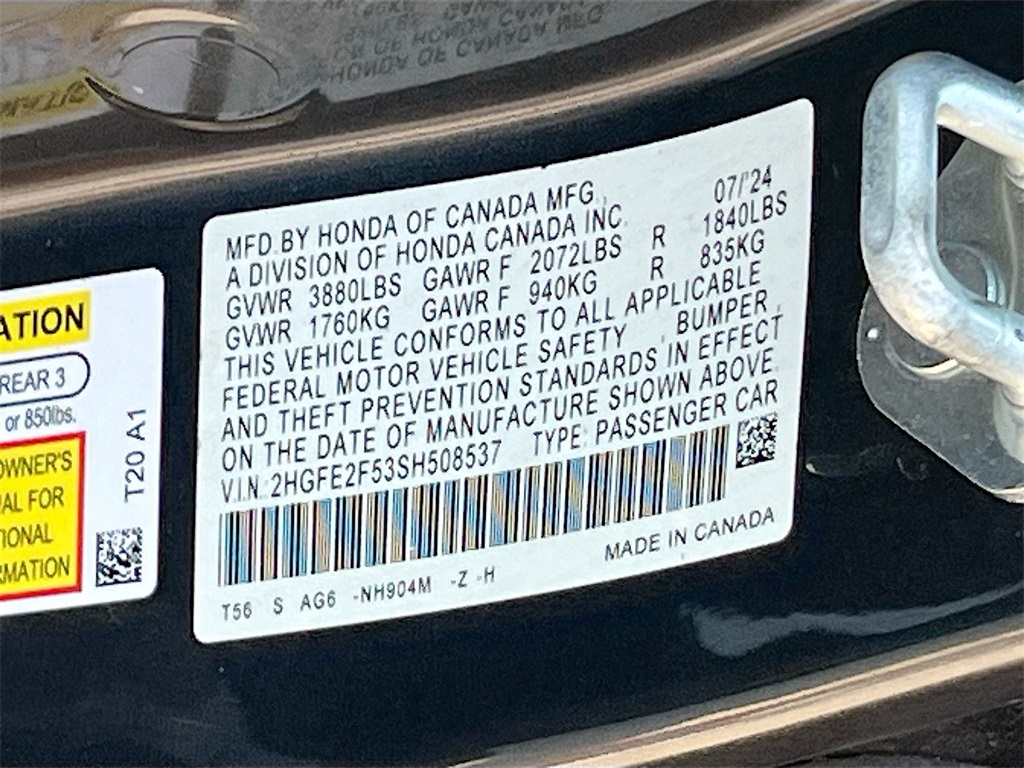 MFD.BY HONDA OF CANADA MFG. 07/'24
A DIVISION OF HONDA CANADA INC.
GVWR 3880LBS GAWR F 2072LBS R 1840LBS
GVWR 1760KG GAWR F 940KG R 835KG
THIS VEHICLE CONFORMS TO ALL APPLICABLE
FEDERAL MOTOR VEHICLE SAFETY, BUMPER,
AND THEFT PREVENTION STANDARDS IN EFFECT
ON THE DATE OF MANUFACTURE SHOWN ABOVE.
V.I.N.:2HGFE2F53SH508537 TYPE: PASSENGER CAR
MADE IN CANADA
T56 S AG6 -NH904M -Z -H
ATION
REAR 3
or 850lbs.
OWNER'S
UAL FOR
TIONAL
RMATION
T20 A1